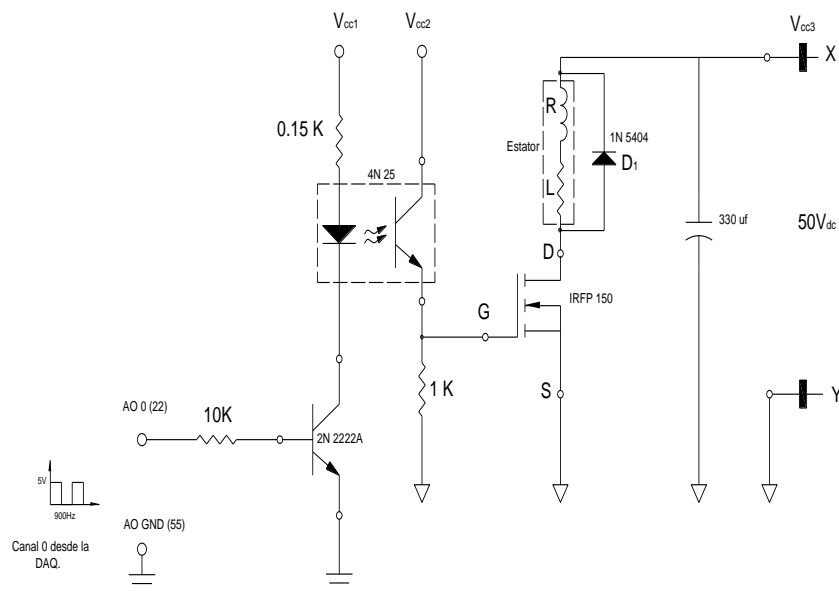 Vcc1
Vcc2
Vcc3
X
0.15 K
R
1N 5404
Estator
D1
4N 25
L
330 uf
50Vdc
D
IRFP 150
G
1 K
S
Y
AO 0 (22)
10K
2N 2222A
5V
900Hz
AO GND (55)
Canal 0 desde la
DAQ.